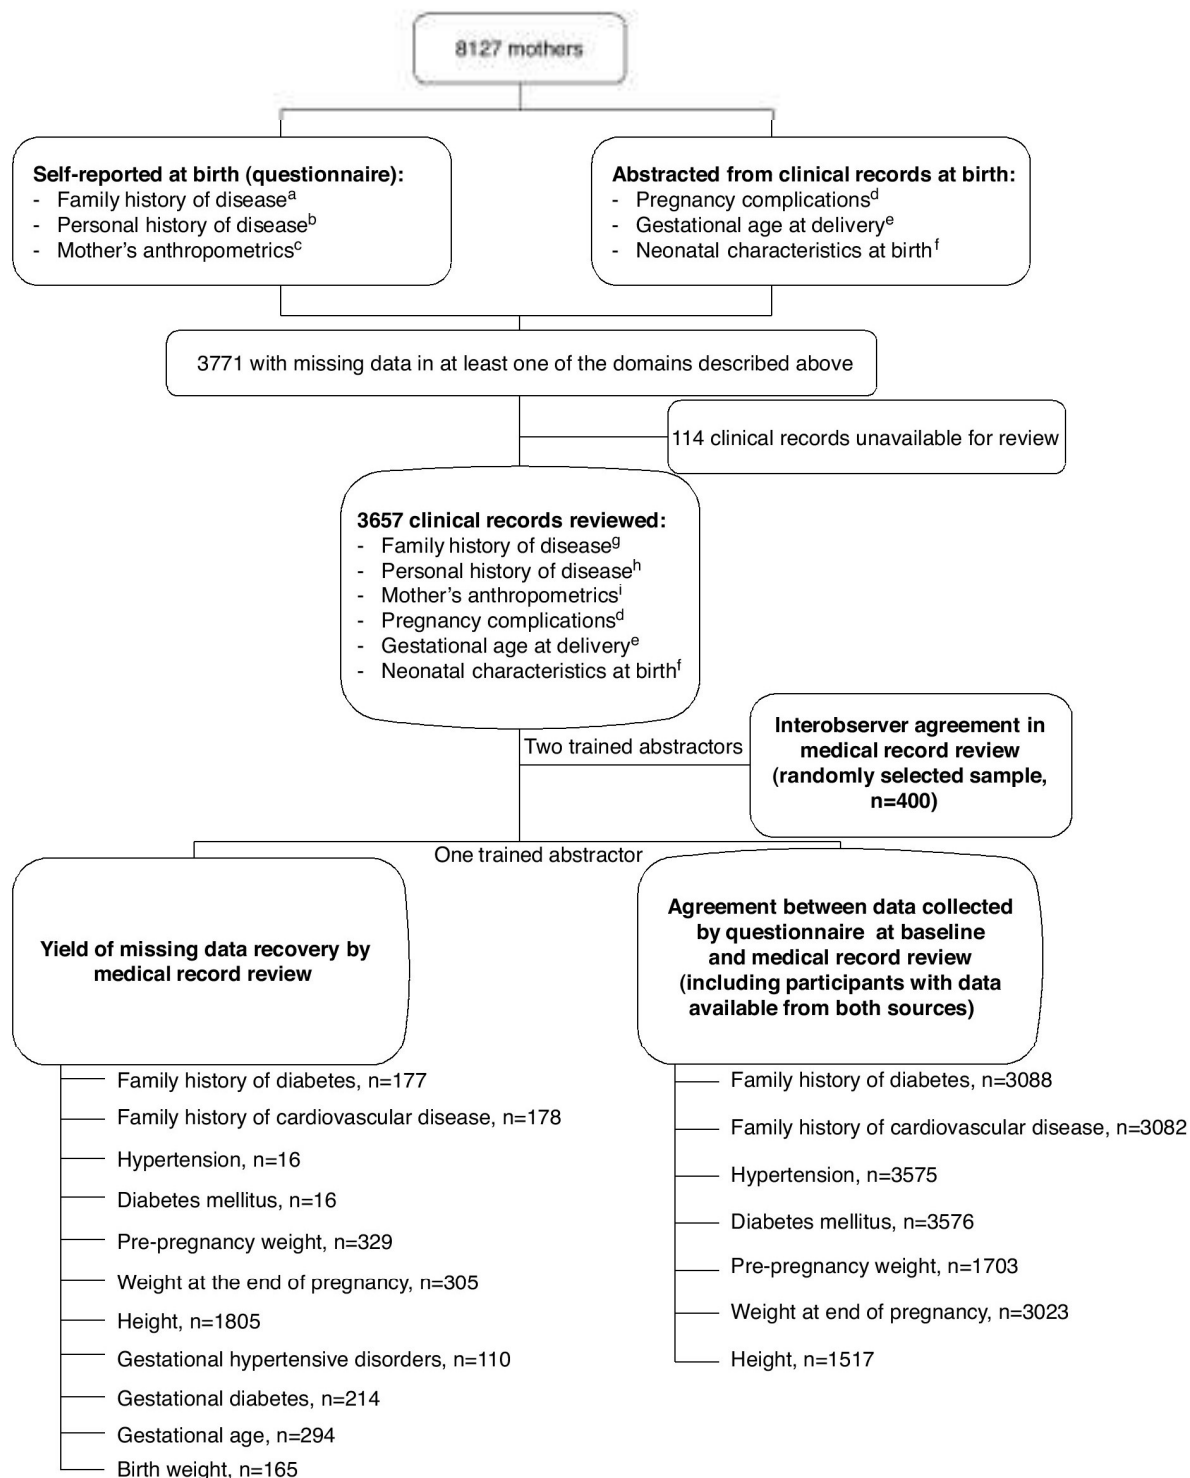 8127 mothers
Self-reported at birth (questionnaire):
- Family history of diseaseᵃ
- Personal history of diseaseᵇ
- Mother's anthropometricsᶜ
Abstracted from clinical records at birth:
- Pregnancy complicationsᵈ
- Gestational age at deliveryᵉ
- Neonatal characteristics at birthᶠ
3771 with missing data in at least one of the domains described above
114 clinical records unavailable for review
3657 clinical records reviewed:
- Family history of diseaseᵍ
- Personal history of diseaseʰ
- Mother's anthropometricsⁱ
- Pregnancy complicationsᵈ
- Gestational age at deliveryᵉ
- Neonatal characteristics at birthᶠ
Two trained abstractors
Interobserver agreement in
medical record review
(randomly selected sample,
n=400)
One trained abstractor
Yield of missing data recovery by
medical record review
Family history of diabetes, n=177
Family history of cardiovascular disease, n=178
Hypertension, n=16
Diabetes mellitus, n=16
Pre-pregnancy weight, n=329
Weight at the end of pregnancy, n=305
Height, n=1805
Gestational hypertensive disorders, n=110
Gestational diabetes, n=214
Gestational age, n=294
Birth weight, n=165
Agreement between data collected
by questionnaire at baseline
and medical record review
(including participants with data
available from both sources)
Family history of diabetes, n=3088
Family history of cardiovascular disease, n=3082
Hypertension, n=3575
Diabetes mellitus, n=3576
Pre-pregnancy weight, n=1703
Weight at end of pregnancy, n=3023
Height, n=1517